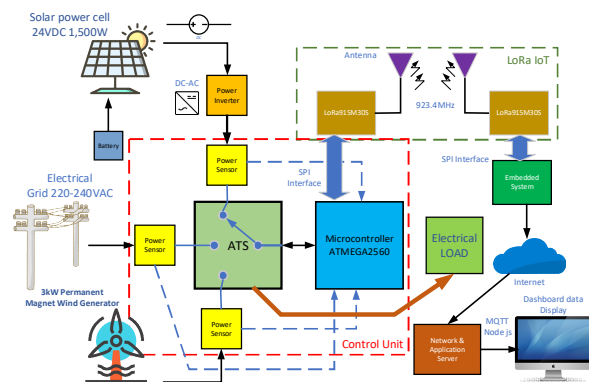 Solar power cell
24VDC 1,500W
DC
DC-AC
Power
Inverter
Antenna
LoRa IoT
LoRa915M30S
923.4MHz
LoRa915M30S
Battery
Power
Sensor
SPI
Interface
SPI Interface
Embedded
System
Electrical
Grid 220-240VAC
Power
Sensor
ATS
Microcontroller
ATMEGA2560
Electrical
LOAD
Internet
3kW Permanent
Magnet Wind Generator
Power
Sensor
Control Unit
Network &
Application
Server
MQTT
Node js
Dashboard data
Display